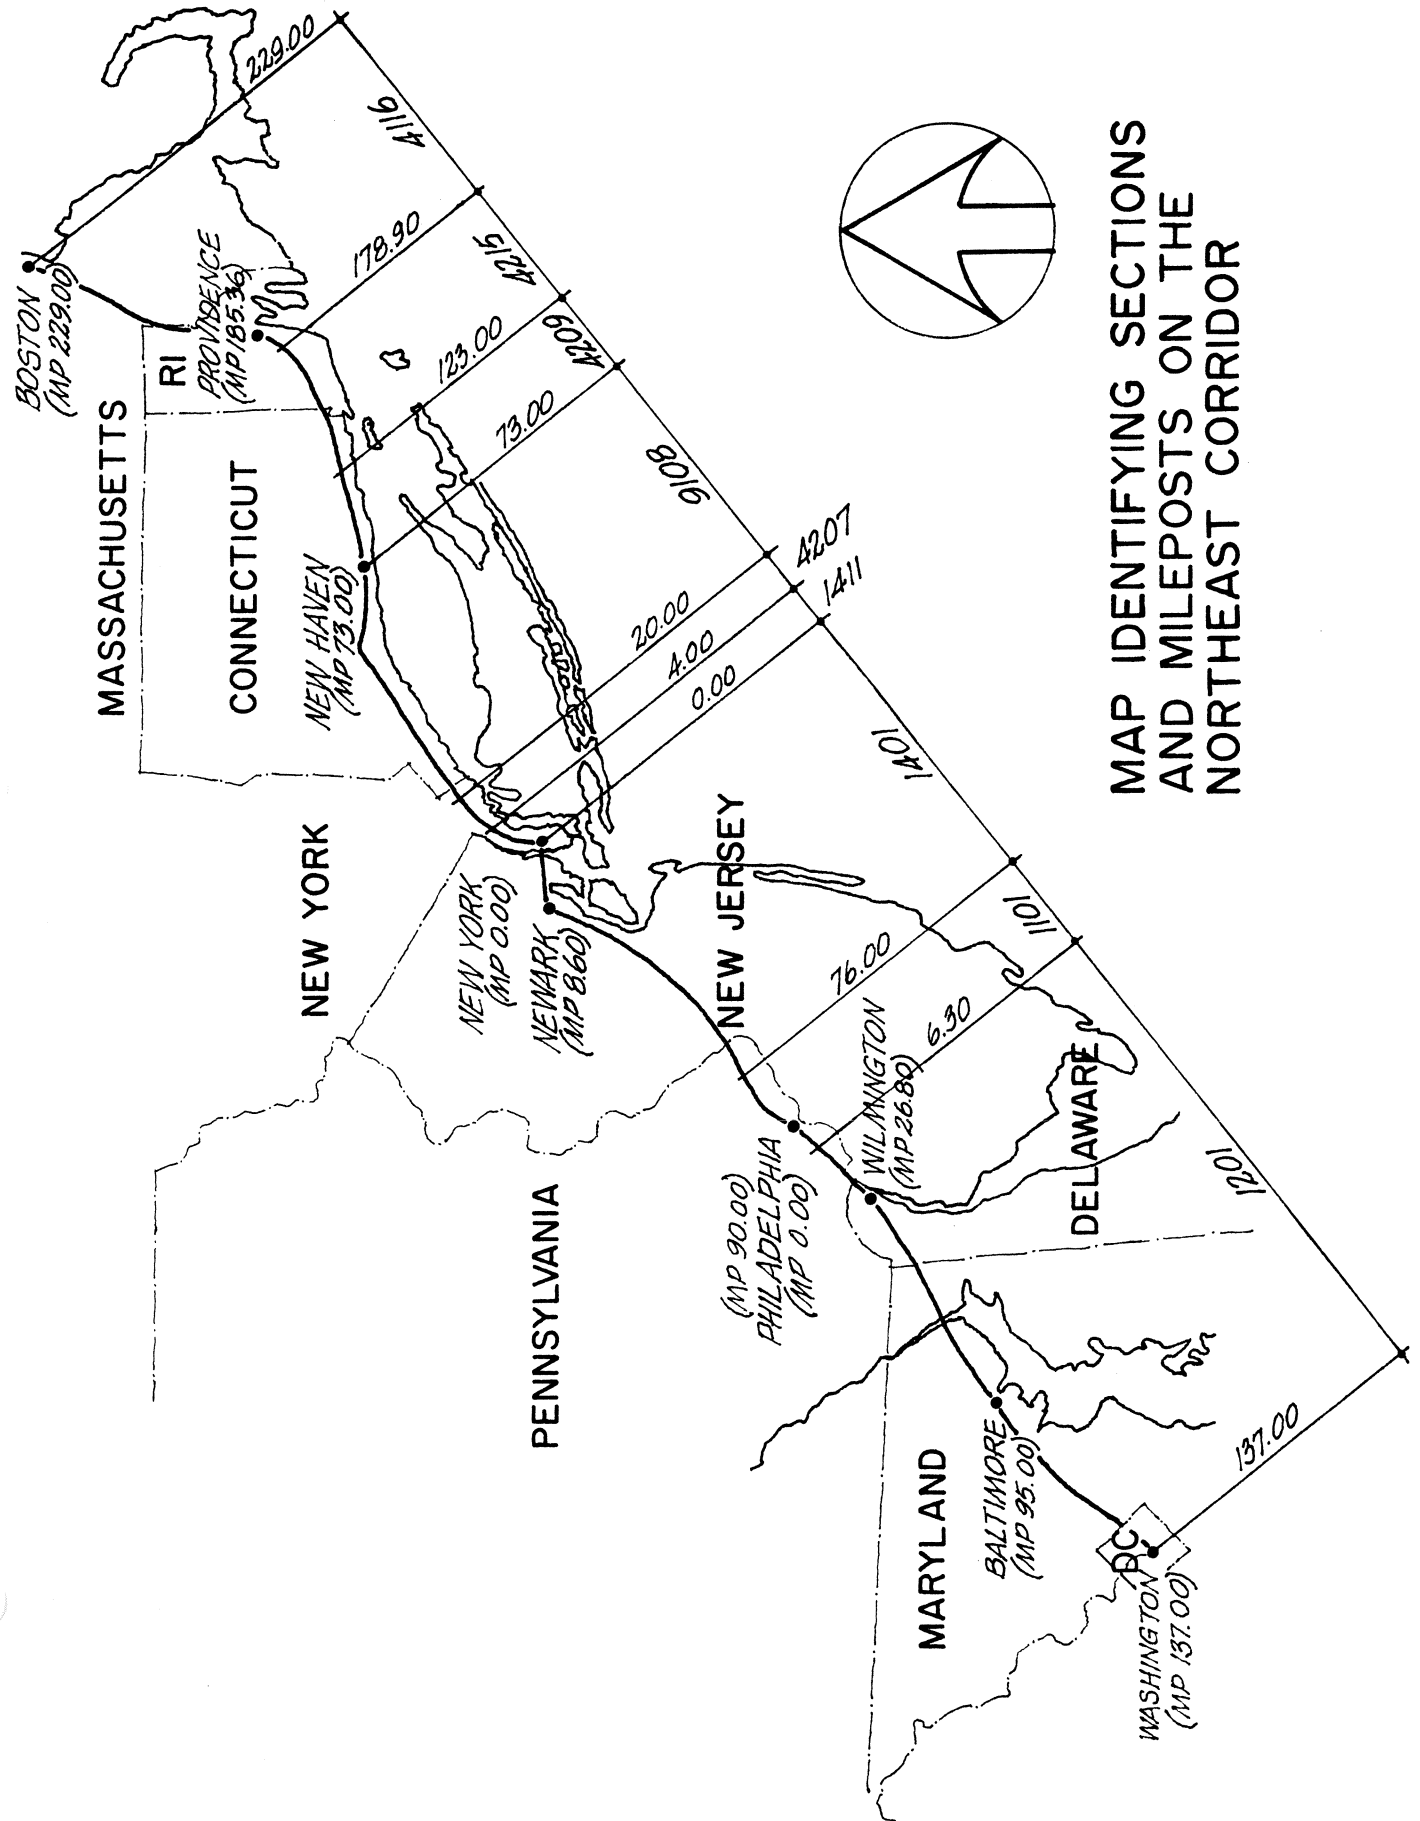 BOSTON
(MP 229.00)
PROVIDENCE
(MP 185.36)
RI
MASSACHUSETTS
CONNECTICUT
NEW HAVEN
(MP 73.00)
NEW YORK
NEW YORK
(MP 0.00)
NEWARK
(MP 8.60)
NEW JERSEY
PENNSYLVANIA
(MP 90.00)
PHILADELPHIA
(MP 0.00)
WILMINGTON
(MP 26.80)
DELAWARE
MARYLAND
BALTIMORE
(MP 95.00)
DC
WASHINGTON
(MP 137.00)
229.00
4116
178.90
4215
123.00
4209
73.00
9108
20.00
4207
4.00
1411
0.00
1401
76.00
1101
6.30
1201
137.00
MAP IDENTIFYING SECTIONS
AND MILEPOSTS ON THE
NORTHEAST CORRIDOR